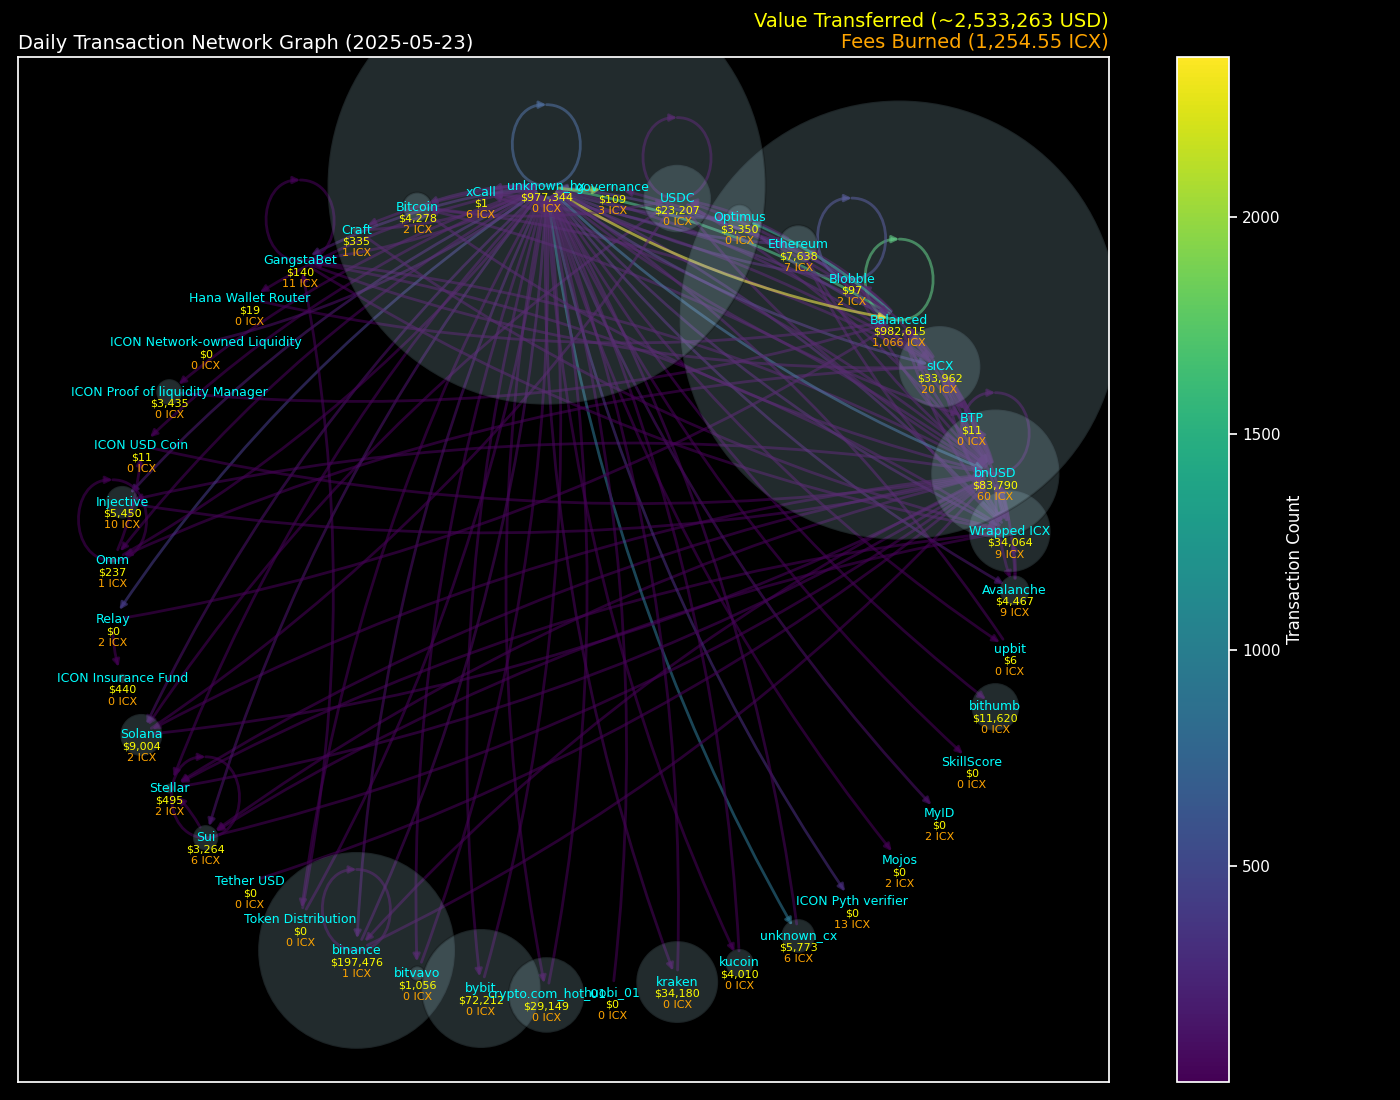 Value Transferred (~2,533,263 USD)
Daily Transaction Network Graph (2025-05-23)
Fees Burned (1,254.55 ICX)
unknown_hx
$977,344
0 ICX
governance
$109
3 ICX
USDC
$23,207
0 ICX
Optimus
$3,350
0 ICX
Ethereum
$7,638
7 ICX
Blobble
$97
2 ICX
Balanced
$982,615
1,066 ICX
sICX
$33,962
20 ICX
BTP
$11
0 ICX
bnUSD
$83,790
60 ICX
Wrapped ICX
$34,064
9 ICX
Avalanche
$4,467
9 ICX
upbit
$6
0 ICX
bithumb
$11,620
0 ICX
SkillScore
$0
0 ICX
MyID
$0
2 ICX
Mojos
$0
2 ICX
ICON Pyth verifier
$0
13 ICX
unknown_cx
$5,773
6 ICX
kucoin
$4,010
0 ICX
kraken
$34,180
0 ICX
huobi_01
$0
0 ICX
crypto.com_hot_01
$29,149
0 ICX
bybit
$72,212
0 ICX
bitvavo
$1,056
0 ICX
binance
$197,476
1 ICX
Token Distribution
$0
0 ICX
Tether USD
$0
0 ICX
Sui
$3,264
6 ICX
Stellar
$495
2 ICX
Solana
$9,004
2 ICX
ICON Insurance Fund
$440
0 ICX
Relay
$0
2 ICX
Omm
$237
1 ICX
Injective
$5,450
10 ICX
ICON USD Coin
$11
0 ICX
ICON Proof of liquidity Manager
$3,435
0 ICX
ICON Network-owned Liquidity
$0
0 ICX
Hana Wallet Router
$19
0 ICX
GangstaBet
$140
11 ICX
Craft
$335
1 ICX
Bitcoin
$4,278
2 ICX
xCall
$1
6 ICX
2000
1500
1000
500
Transaction Count